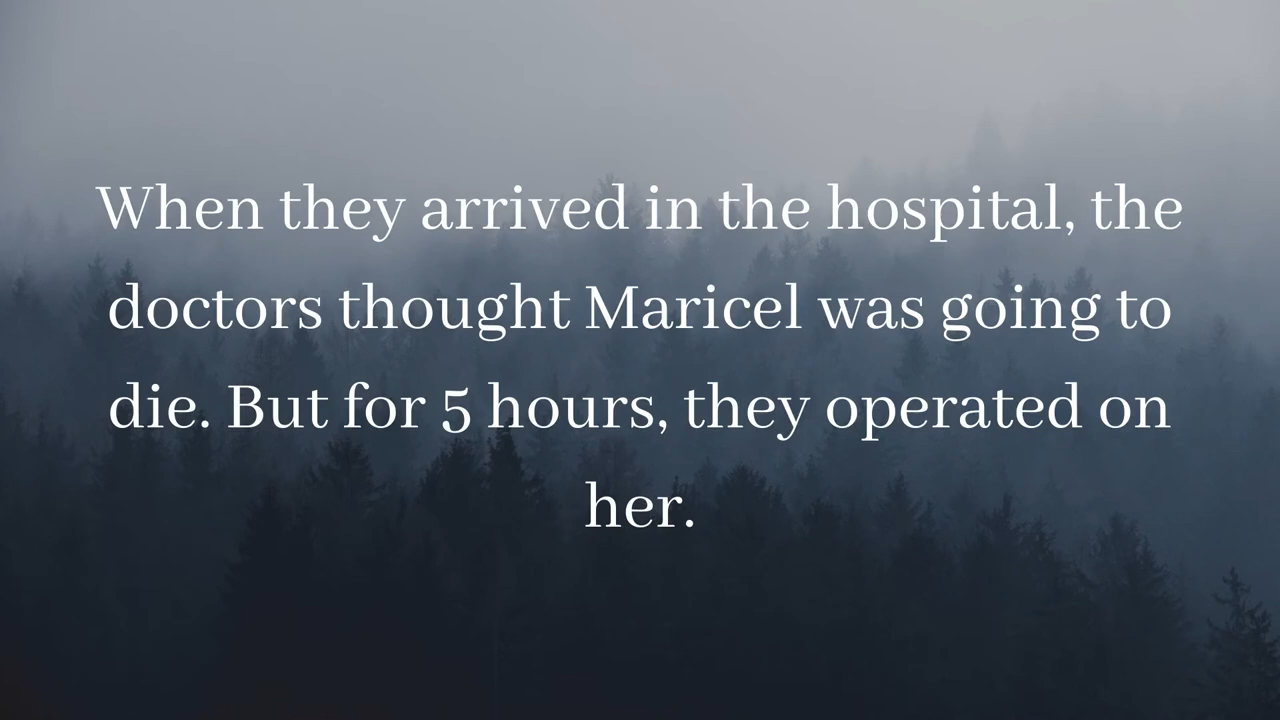 When they arrived in the hospital, the
doctors thought Maricel was going to
die. But for 5 hours, they operated on
her.